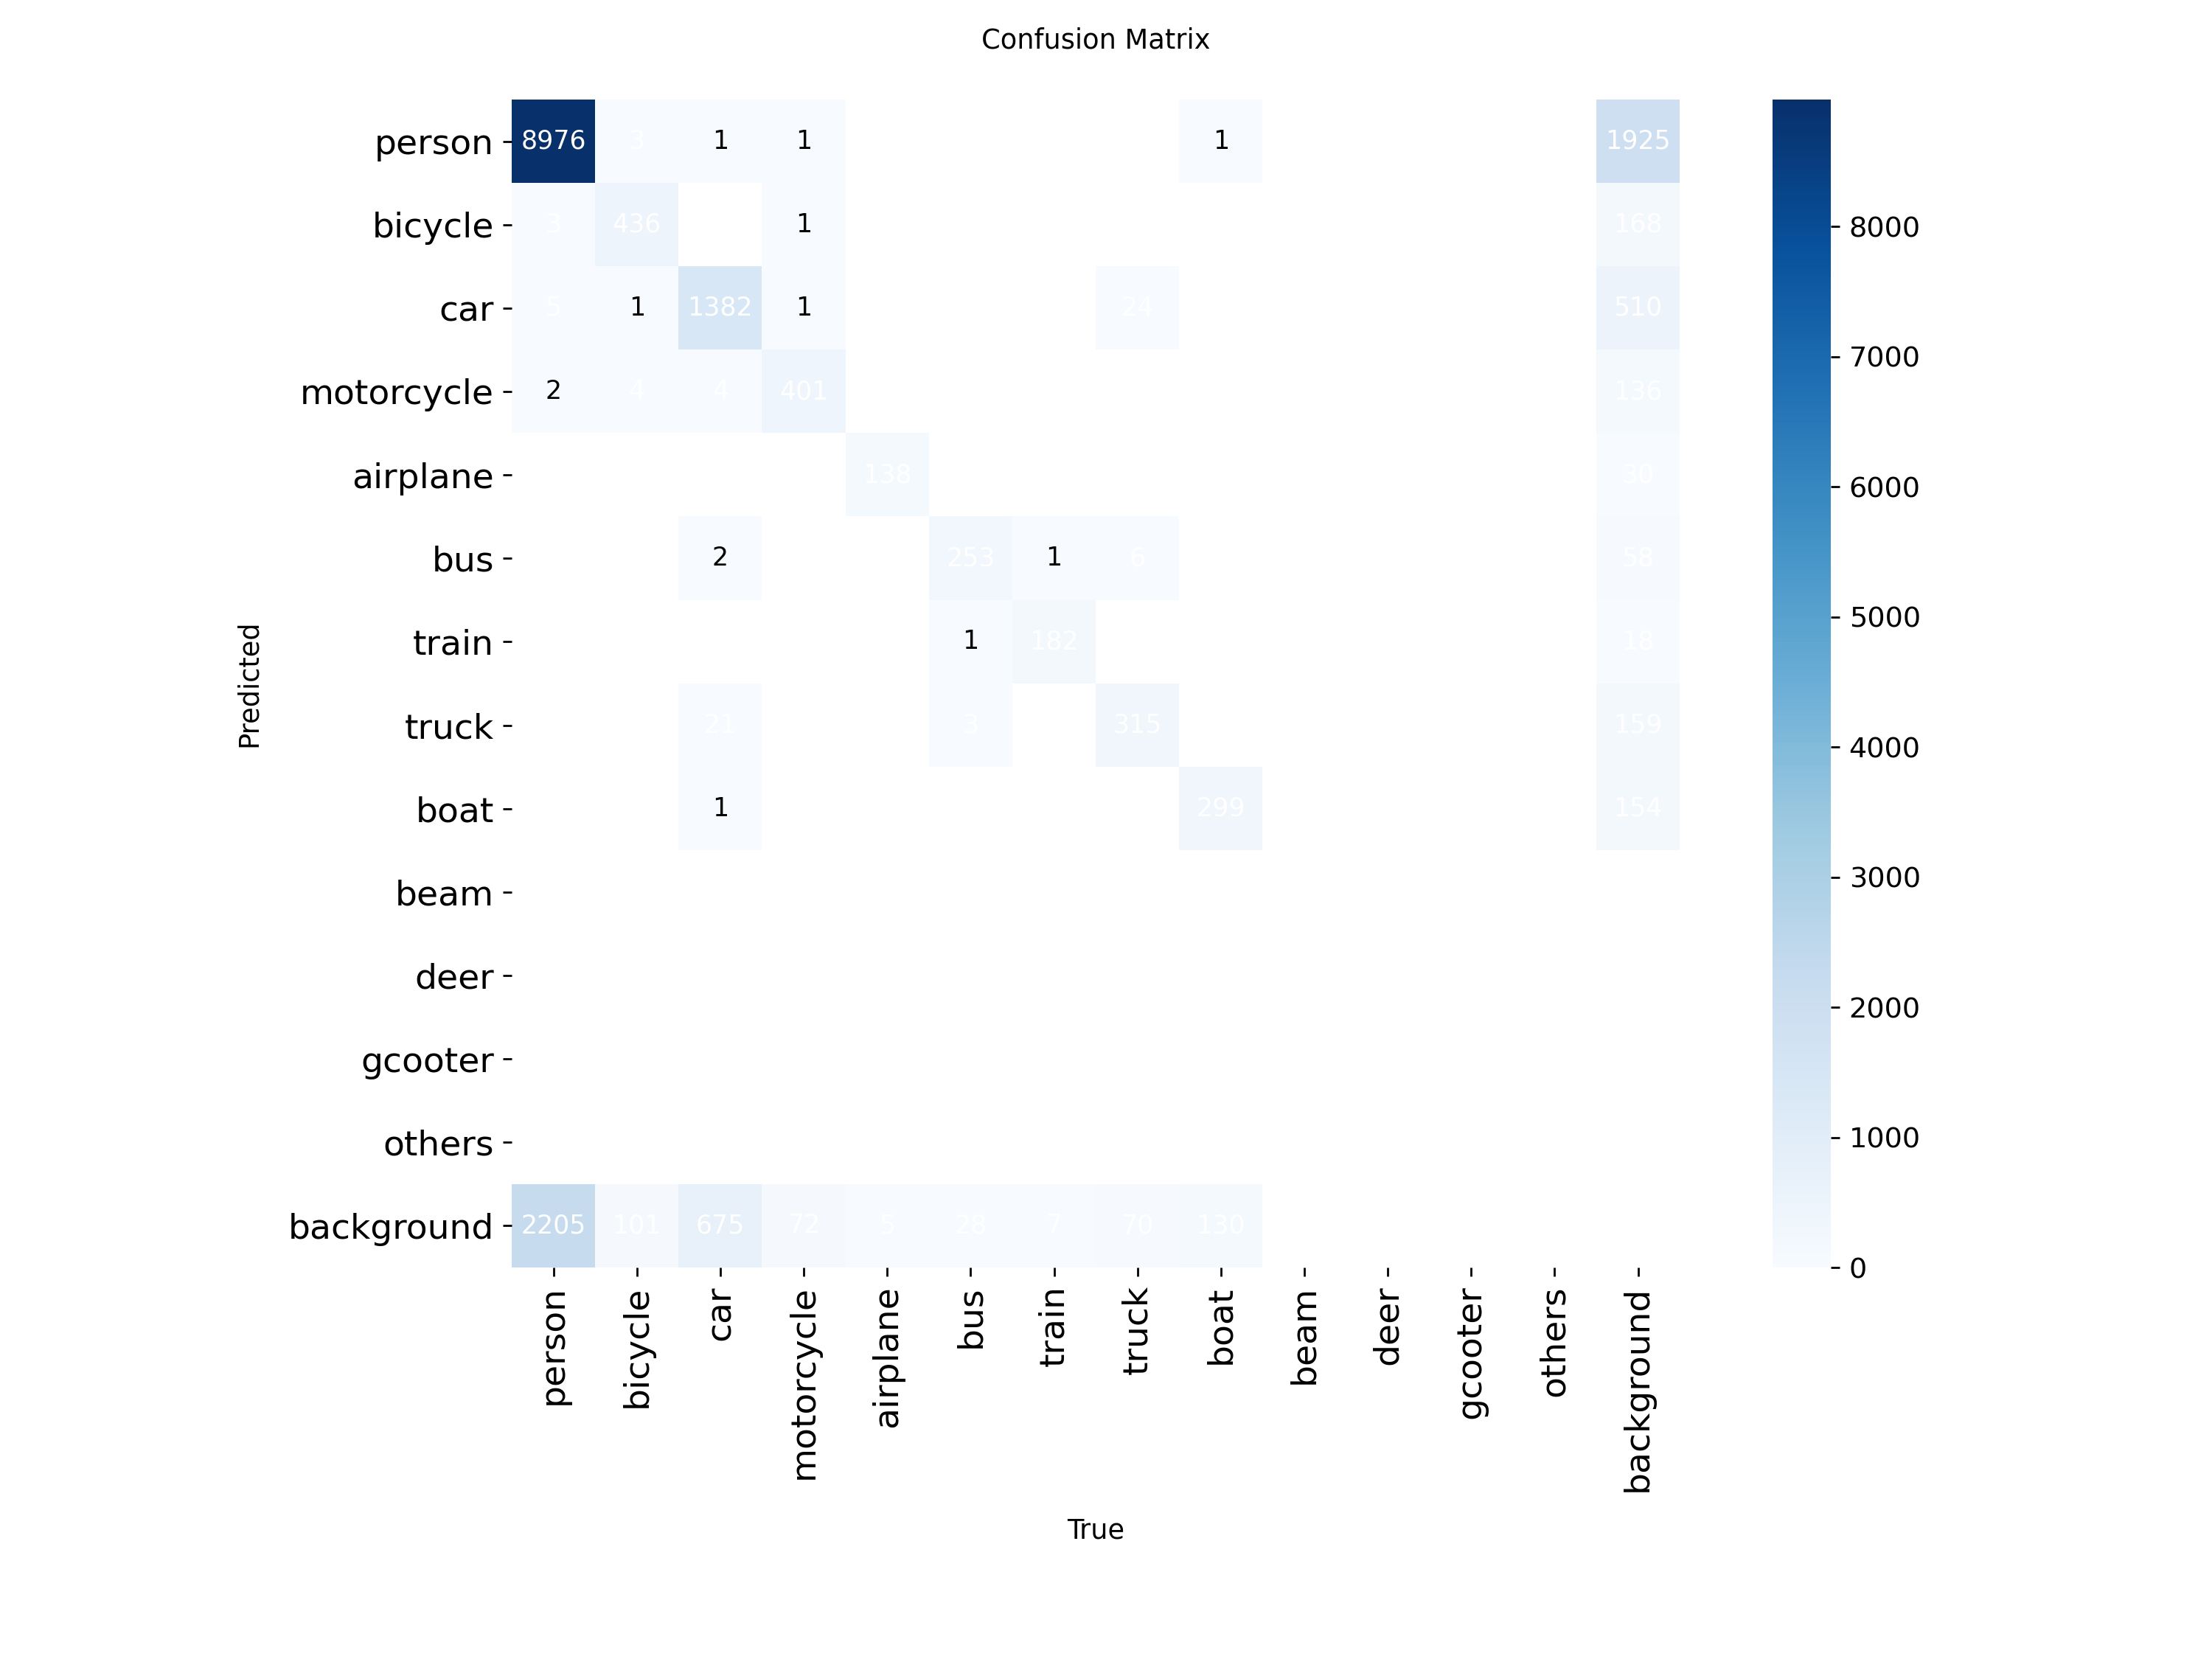 Confusion Matrix
person 8976 3 1 1 1 1925
bicycle 3 436 1 168
car 5 1 1382 1 24 510
motorcycle 2 4 4 401 136
airplane 138 30
bus 2 253 1 6 58
train 1 182 18
truck 21 3 315 159
boat 1 299 154
beam
deer
gcooter
others
background 2205 101 675 72 5 28 7 70 130
person bicycle car motorcycle airplane bus train truck boat beam deer gcooter others background
True
Predicted
8000
7000
6000
5000
4000
3000
2000
1000
0